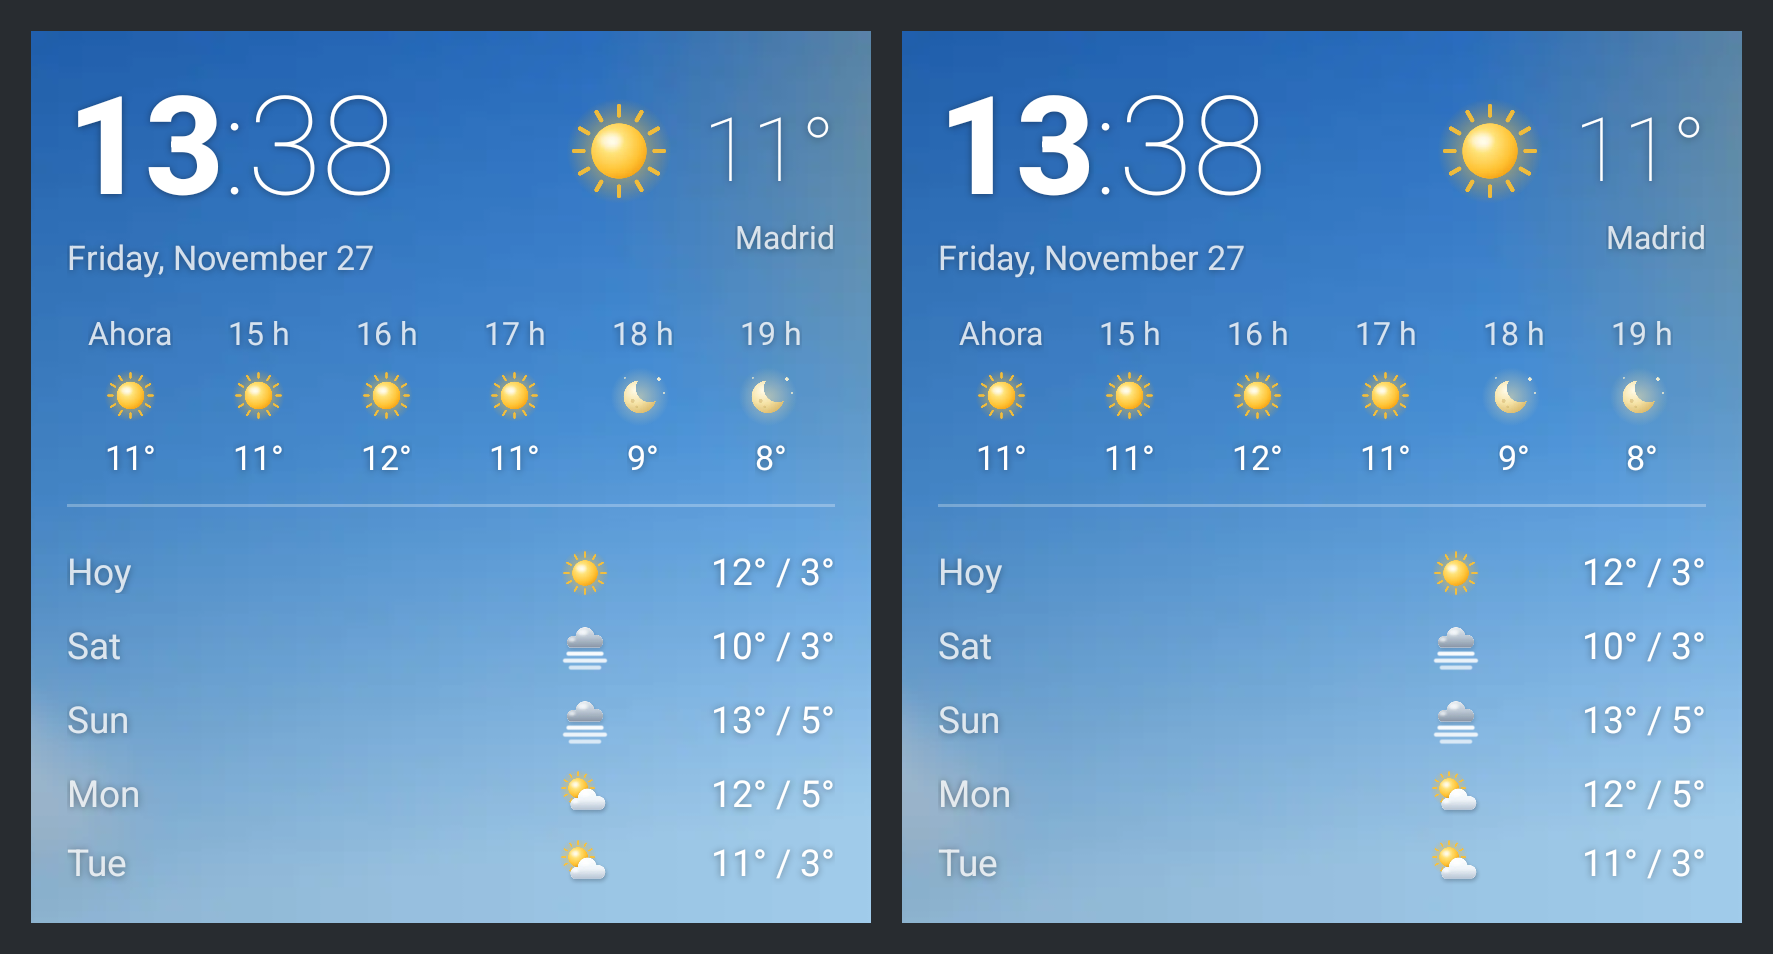 13:38
11°
Madrid
Friday, November 27
Ahora 15 h 16 h 17 h 18 h 19 h
11° 11° 12° 11° 9° 8°
Hoy 12° / 3°
Sat 10° / 3°
Sun 13° / 5°
Mon 12° / 5°
Tue 11° / 3°
13:38
11°
Madrid
Friday, November 27
Ahora 15 h 16 h 17 h 18 h 19 h
11° 11° 12° 11° 9° 8°
Hoy 12° / 3°
Sat 10° / 3°
Sun 13° / 5°
Mon 12° / 5°
Tue 11° / 3°